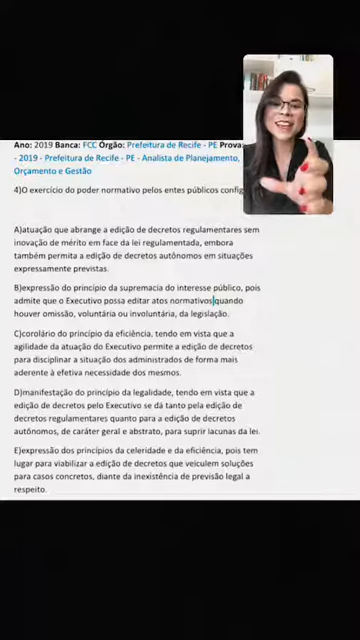 Ano: 2019 Banca: FCC Órgão: Prefeitura de Recife - PE Prova:
- 2019 - Prefeitura de Recife - PE - Analista de Planejamento,
Orçamento e Gestão
4)O exercício do poder normativo pelos entes públicos config
A)atuação que abrange a edição de decretos regulamentares sem
inovação de mérito em face da lei regulamentada, embora
também permita a edição de decretos autônomos em situações
expressamente previstas.
B)expressão do princípio da supremacia do interesse público, pois
admite que o Executivo possa editar atos normativos quando
houver omissão, voluntária ou involuntária, da legislação.
C)corolário do princípio da eficiência, tendo em vista que a
agilidade da atuação do Executivo permite a edição de decretos
para disciplinar a situação dos administrados de forma mais
aderente à efetiva necessidade dos mesmos.
D)manifestação do princípio da legalidade, tendo em vista que a
edição de decretos pelo Executivo se dá tanto pela edição de
decretos regulamentares quanto para a edição de decretos
autônomos, de caráter geral e abstrato, para suprir lacunas da lei.
E)expressão dos princípios da celeridade e da eficiência, pois tem
lugar para viabilizar a edição de decretos que veiculem soluções
para casos concretos, diante da inexistência de previsão legal a
respeito.